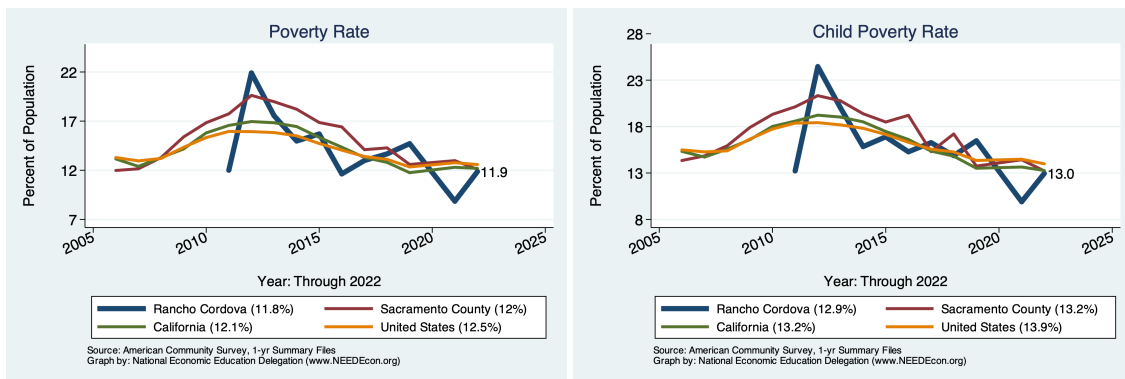 Poverty Rate
Percent of Population
22
17
12
7
11.9
2005
2010
2015
2020
2025
Year: Through 2022
Rancho Cordova (11.8%)
Sacramento County (12%)
California (12.1%)
United States (12.5%)
Source: American Community Survey, 1-yr Summary Files
Graph by: National Economic Education Delegation (www.NEEDEcon.org)
Child Poverty Rate
Percent of Population
28
23
18
13
8
13.0
2005
2010
2015
2020
2025
Year: Through 2022
Rancho Cordova (12.9%)
Sacramento County (13.2%)
California (13.2%)
United States (13.9%)
Source: American Community Survey, 1-yr Summary Files
Graph by: National Economic Education Delegation (www.NEEDEcon.org)